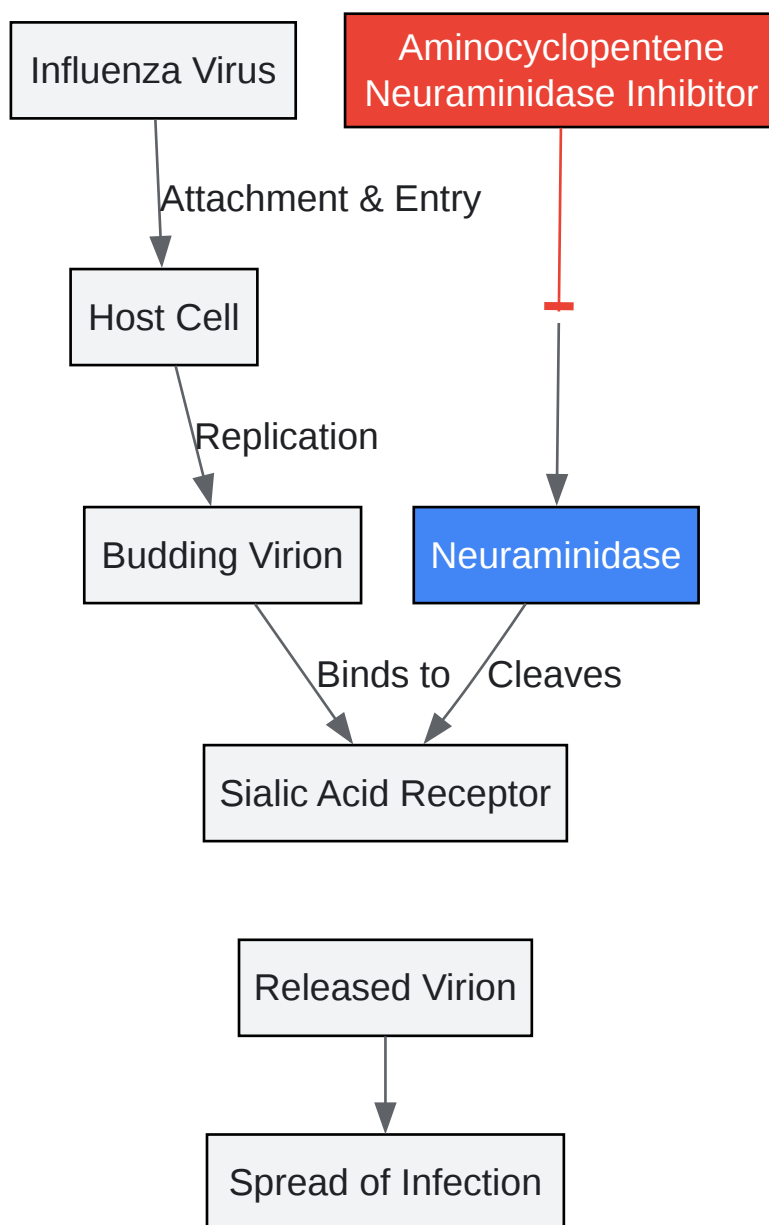 Influenza Virus
Aminocyclopentene
Neuraminidase Inhibitor
Attachment & Entry
Host Cell
Replication
Budding Virion
Neuraminidase
Binds to
Cleaves
Sialic Acid Receptor
Released Virion
Spread of Infection